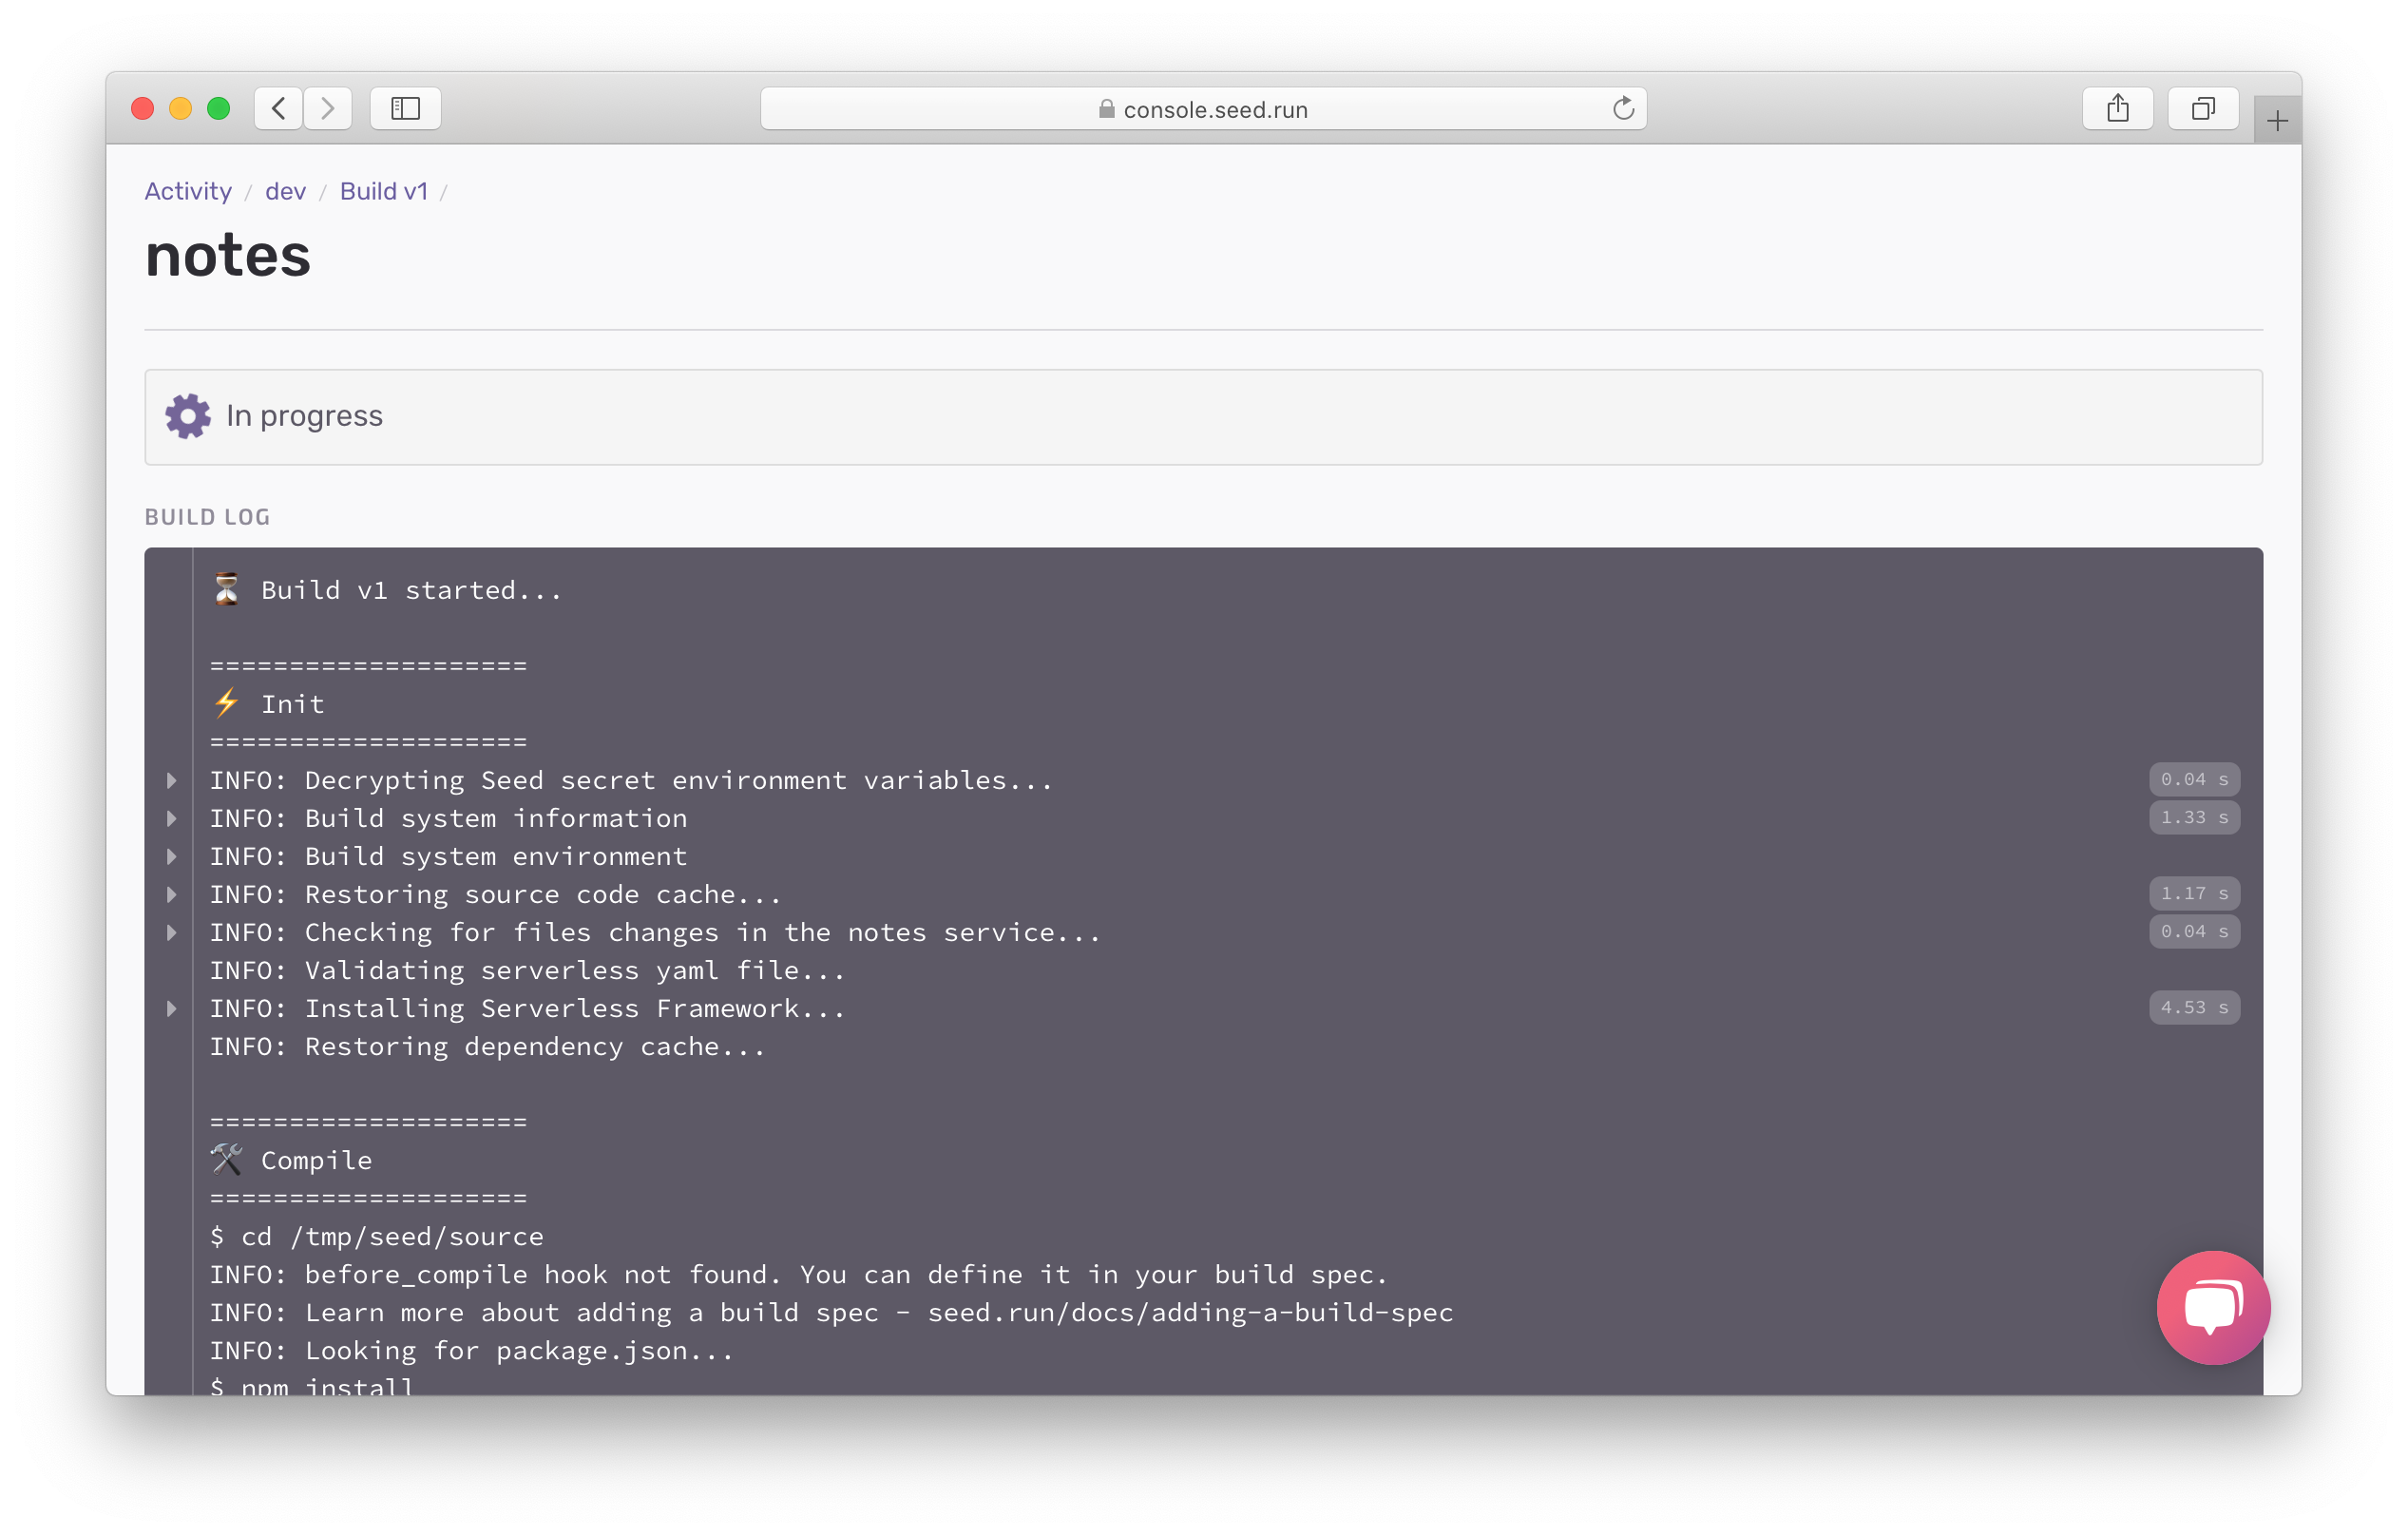 console.seed.run
Activity / dev / Build v1 /
notes
In progress
BUILD LOG
⏳ Build v1 started...
====================
⚡ Init
====================
INFO: Decrypting Seed secret environment variables... 0.04 s
INFO: Build system information 1.33 s
INFO: Build system environment
INFO: Restoring source code cache... 1.17 s
INFO: Checking for files changes in the notes service... 0.04 s
INFO: Validating serverless yaml file...
INFO: Installing Serverless Framework... 4.53 s
INFO: Restoring dependency cache...
====================
🛠 Compile
====================
$ cd /tmp/seed/source
INFO: before_compile hook not found. You can define it in your build spec.
INFO: Learn more about adding a build spec - seed.run/docs/adding-a-build-spec
INFO: Looking for package.json...
$ npm install